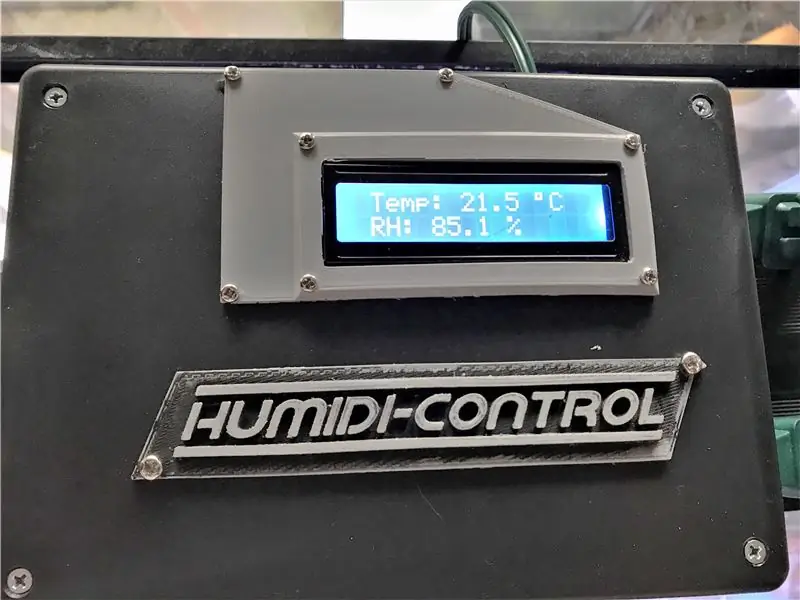 Temp: 21.5 °C
RH: 85.1 %
HUMIDI-CONTROL